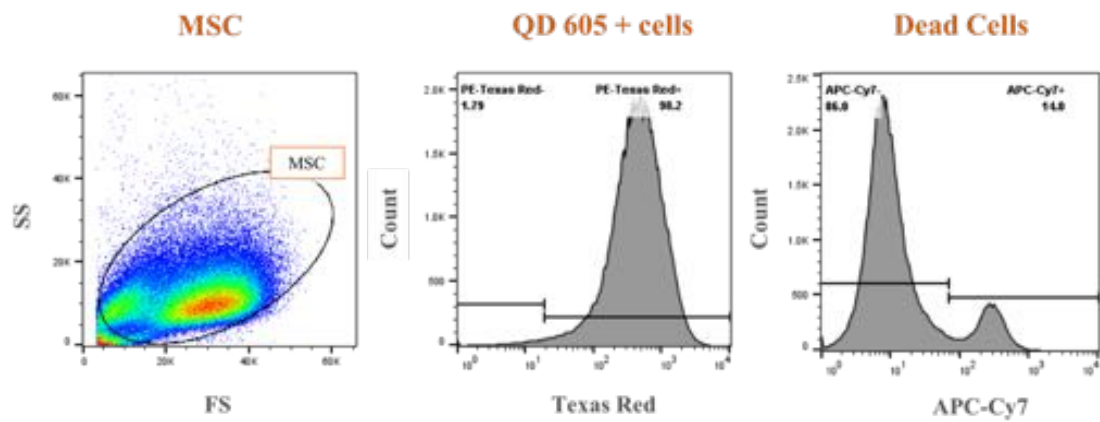 MSC
QD 605 + cells
Dead Cells
SS
60K
40K
20K
0
MSC
0
20K
40K
60K
FS
Count
2.0K
1.5K
1.0K
500
0
PE-Texas Red-
1.79
PE-Texas Red+
98.2
10^0
10^1
10^2
10^3
10^4
Texas Red
Count
2.5K
2.0K
1.5K
1.0K
500
0
APC-Cy7-
86.0
APC-Cy7+
14.0
10^0
10^1
10^2
10^3
10^4
APC-Cy7